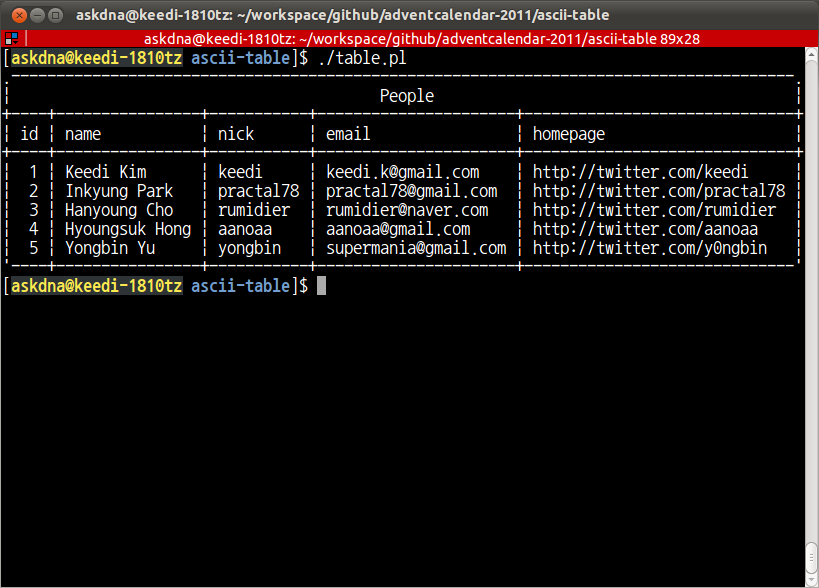 askdna@keedi-1810tz: ~/workspace/github/adventcalendar-2011/ascii-table
askdna@keedi-1810tz: ~/workspace/github/adventcalendar-2011/ascii-table 89x28
[askdna@keedi-1810tz ascii-table]$ ./table.pl
.---------------------------------------------------------------------------------------.
| People |
+----+----------------+-----------+----------------------+------------------------------+
| id | name | nick | email | homepage |
+----+----------------+-----------+----------------------+------------------------------+
| 1 | Keedi Kim | keedi | keedi.k@gmail.com | http://twitter.com/keedi |
| 2 | Inkyung Park | practal78 | practal78@gmail.com | http://twitter.com/practal78 |
| 3 | Hanyoung Cho | rumidier | rumidier@naver.com | http://twitter.com/rumidier |
| 4 | Hyoungsuk Hong | aanoaa | aanoaa@gmail.com | http://twitter.com/aanoaa |
| 5 | Yongbin Yu | yongbin | supermania@gmail.com | http://twitter.com/y0ngbin |
'----+----------------+-----------+----------------------+------------------------------'
[askdna@keedi-1810tz ascii-table]$